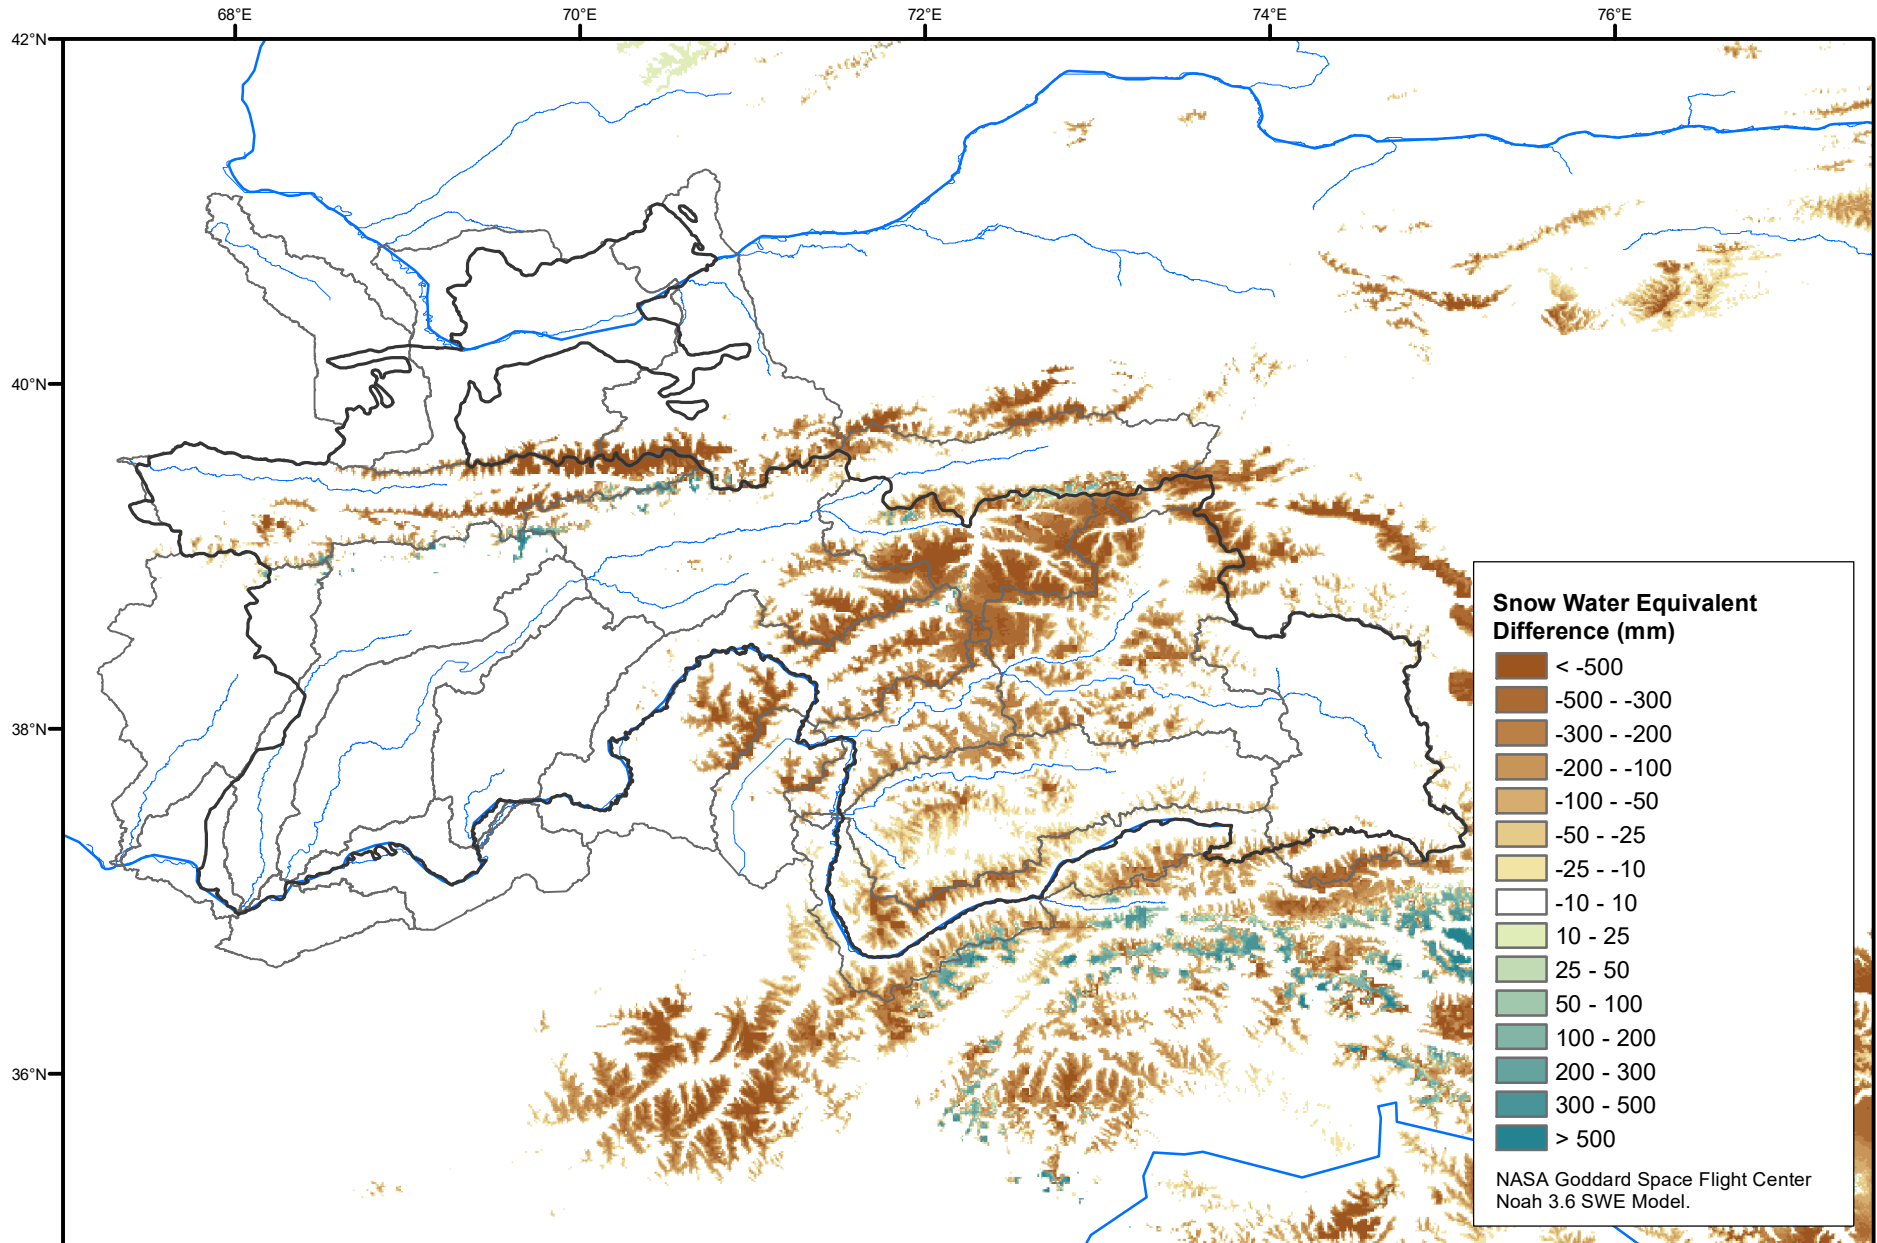 68°E 70°E 72°E 74°E 76°E
42°N
40°N
38°N
36°N
Snow Water Equivalent
Difference (mm)
< -500
-500 - -300
-300 - -200
-200 - -100
-100 - -50
-50 - -25
-25 - -10
-10 - 10
10 - 25
25 - 50
50 - 100
100 - 200
200 - 300
300 - 500
> 500
NASA Goddard Space Flight Center
Noah 3.6 SWE Model.